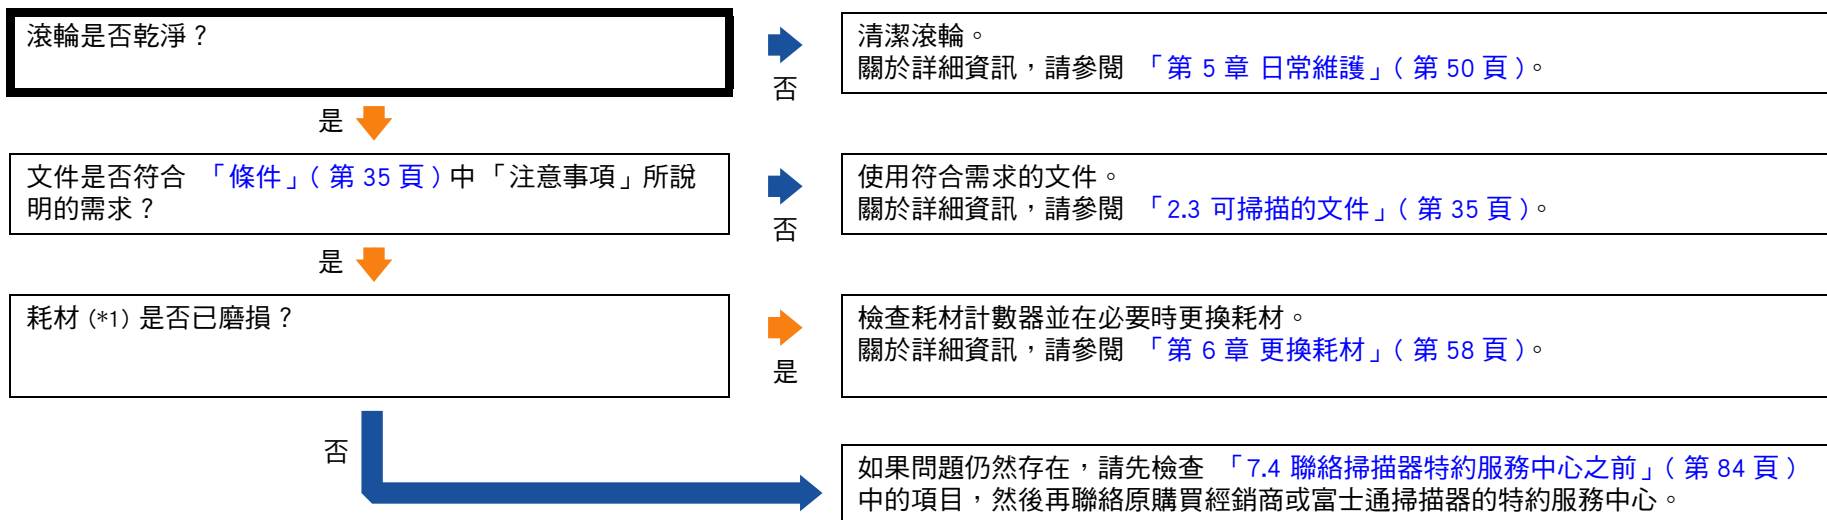 滾輪是否乾淨？
否
清潔滾輪。
關於詳細資訊，請參閱 「第 5 章 日常維護」( 第 50 頁 )。
是
文件是否符合 「條件」( 第 35 頁 ) 中 「注意事項」所說
明的需求？
否
使用符合需求的文件。
關於詳細資訊，請參閱 「2.3 可掃描的文件」( 第 35 頁 )。
是
耗材 (*1) 是否已磨損？
是
檢查耗材計數器並在必要時更換耗材。
關於詳細資訊，請參閱 「第 6 章 更換耗材」( 第 58 頁 )。
否
如果問題仍然存在，請先檢查 「7.4 聯絡掃描器特約服務中心之前」( 第 84 頁 )
中的項目，然後再聯絡原購買經銷商或富士通掃描器的特約服務中心。